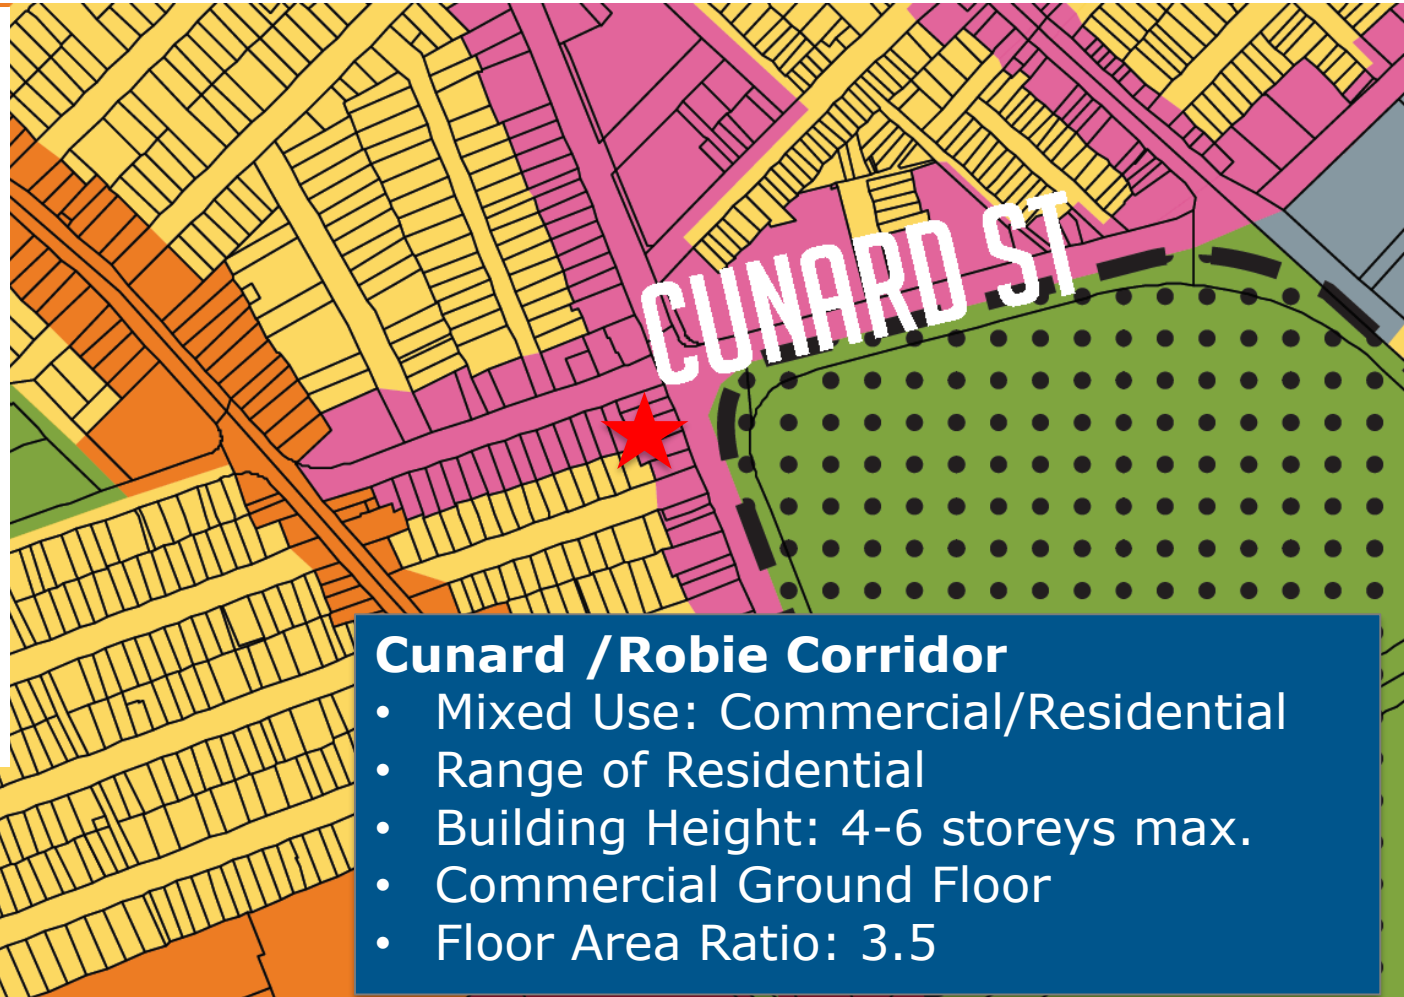 CUNARD ST
Cunard /Robie Corridor
• Mixed Use: Commercial/Residential
• Range of Residential
• Building Height: 4-6 storeys max.
• Commercial Ground Floor
• Floor Area Ratio: 3.5